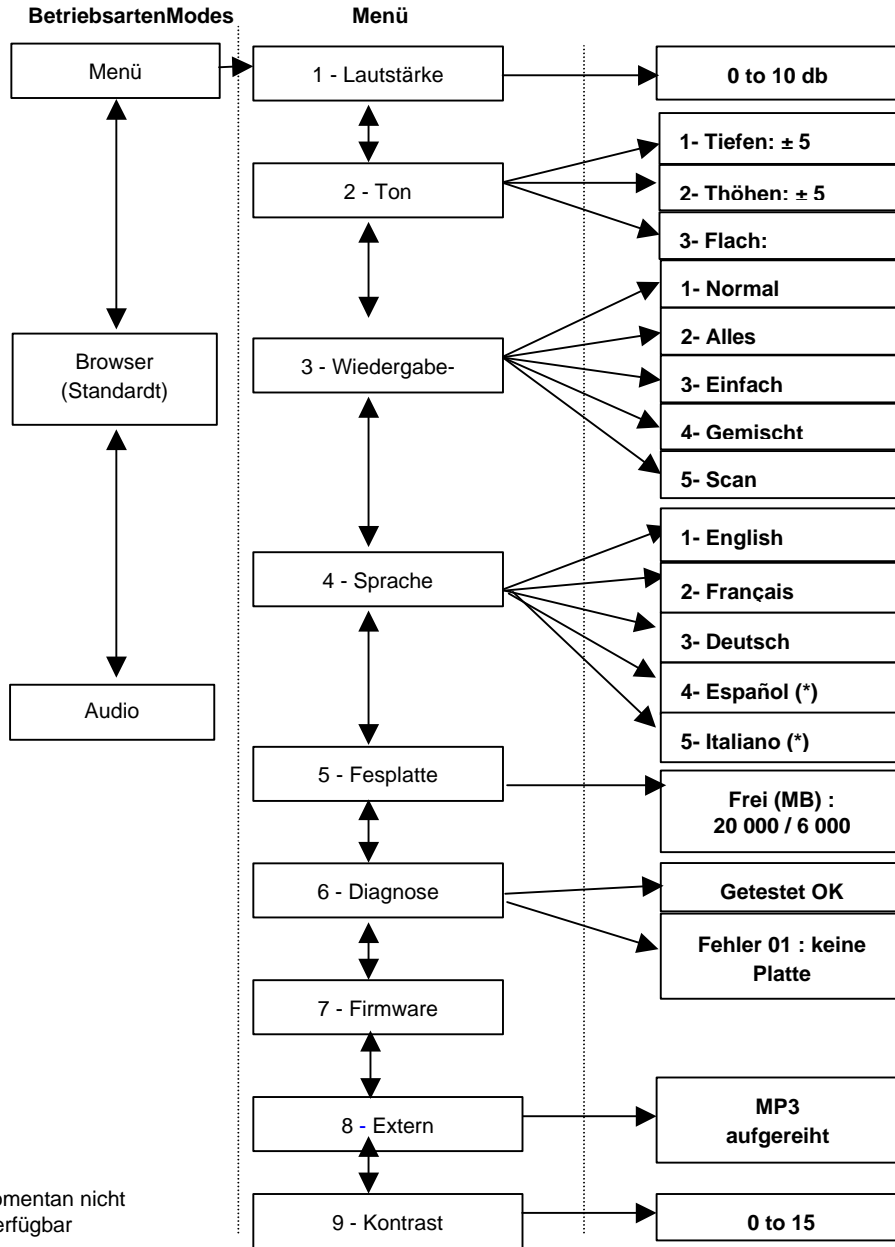 BetriebsartenModes
Menü
Menü
1 - Lautstärke
0 to 10 db
2 - Ton
1- Tiefen: ± 5
2- Thöhen: ± 5
3- Flach:
Browser
(Standardt)
3 - Wiedergabe-
1- Normal
2- Alles
3- Einfach
4- Gemischt
5- Scan
4 - Sprache
1- English
2- Français
3- Deutsch
4- Español (*)
5- Italiano (*)
Audio
5 - Fesplatte
Frei (MB) :
20 000 / 6 000
6 - Diagnose
Getestet OK
Fehler 01 : keine
Platte
7 - Firmware
8 - Extern
MP3
aufgereiht
omentan nicht
erfügbar
9 - Kontrast
0 to 15